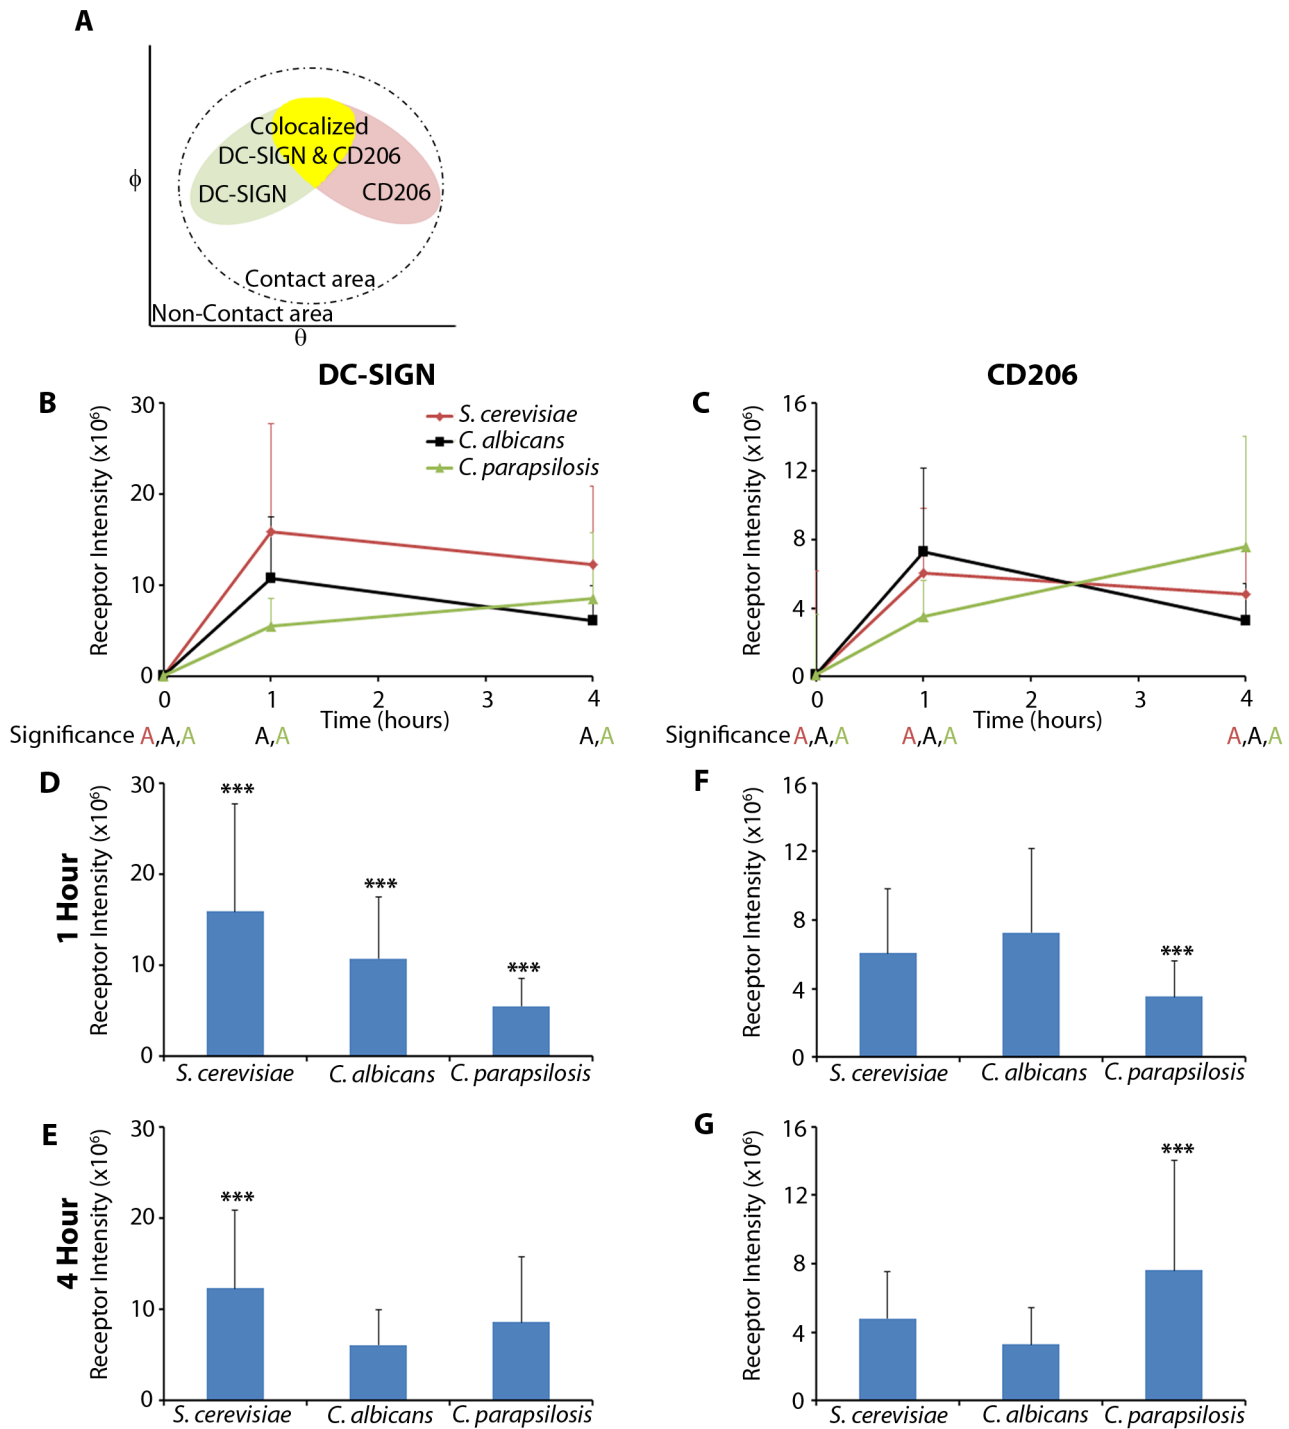 A
ϕ
Colocalized
DC-SIGN & CD206
DC-SIGN
CD206
Contact area
Non-Contact area
θ
DC-SIGN
CD206
B
Receptor Intensity (x10⁶)
30
20
10
0
S. cerevisiae
C. albicans
C. parapsilosis
0 1 2 3 4
Time (hours)
Significance A,A,A A,A A,A
C
Receptor Intensity (x10⁶)
16
12
8
4
0
0 1 2 3 4
Time (hours)
Significance A,A,A A,A,A A,A,A
D
1 Hour
Receptor Intensity (x10⁶)
30
20
10
0
*** *** ***
S. cerevisiae C. albicans C. parapsilosis
F
Receptor Intensity (x10⁶)
16
12
8
4
0
***
S. cerevisiae C. albicans C. parapsilosis
E
4 Hour
Receptor Intensity (x10⁶)
30
20
10
0
***
S. cerevisiae C. albicans C. parapsilosis
G
Receptor Intensity (x10⁶)
16
12
8
4
0
***
S. cerevisiae C. albicans C. parapsilosis